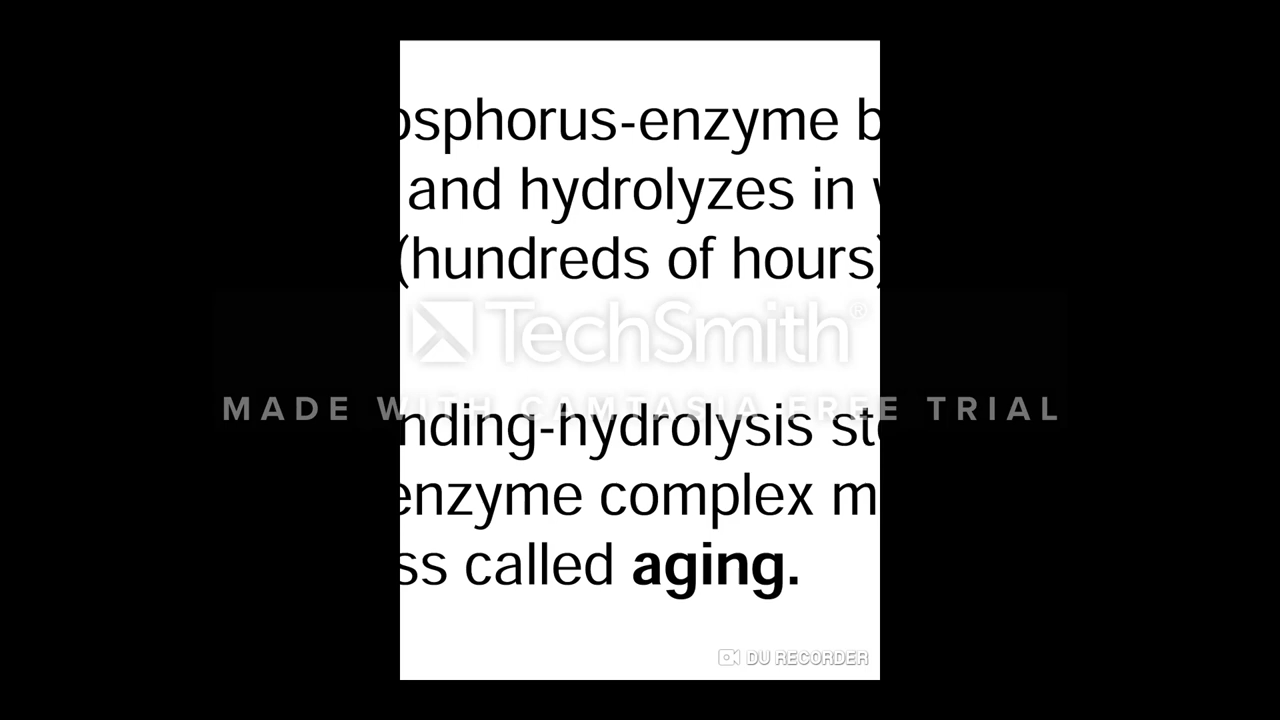 osphorus-enzyme b
and hydrolyzes in
(hundreds of hours)
TechSmith®
MADE WITH CAMTASIA FREE TRIAL
nding-hydrolysis ste
enzyme complex m
ss called aging.
DU RECORDER